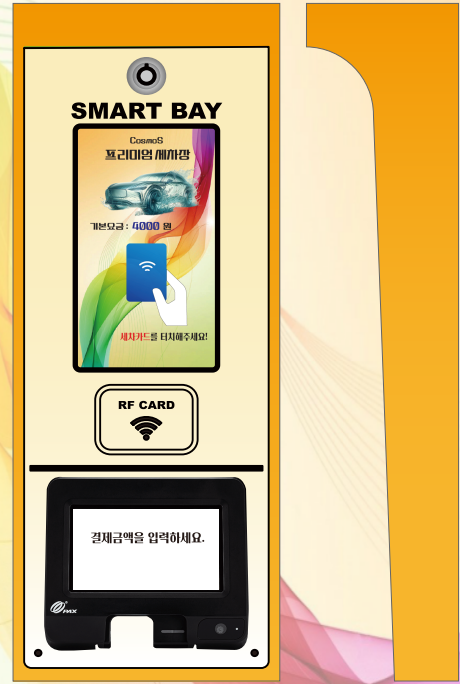 SMART BAY
CosmoS
프리미엄 세차장
기본요금 : 4000 원
세차카드를 터치해주세요!
RF CARD
결제금액을 입력하세요.
PAX